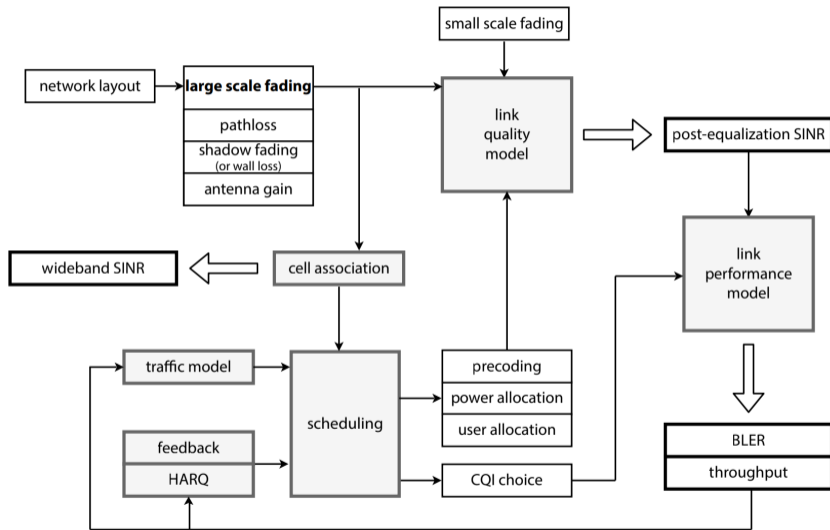 small scale fading
network layout
large scale fading
pathloss
shadow fading
(or wall loss)
antenna gain
link
quality
model
post-equalization SINR
wideband SINR
cell association
link
performance
model
traffic model
scheduling
feedback
HARQ
precoding
power allocation
user allocation
CQI choice
BLER
throughput